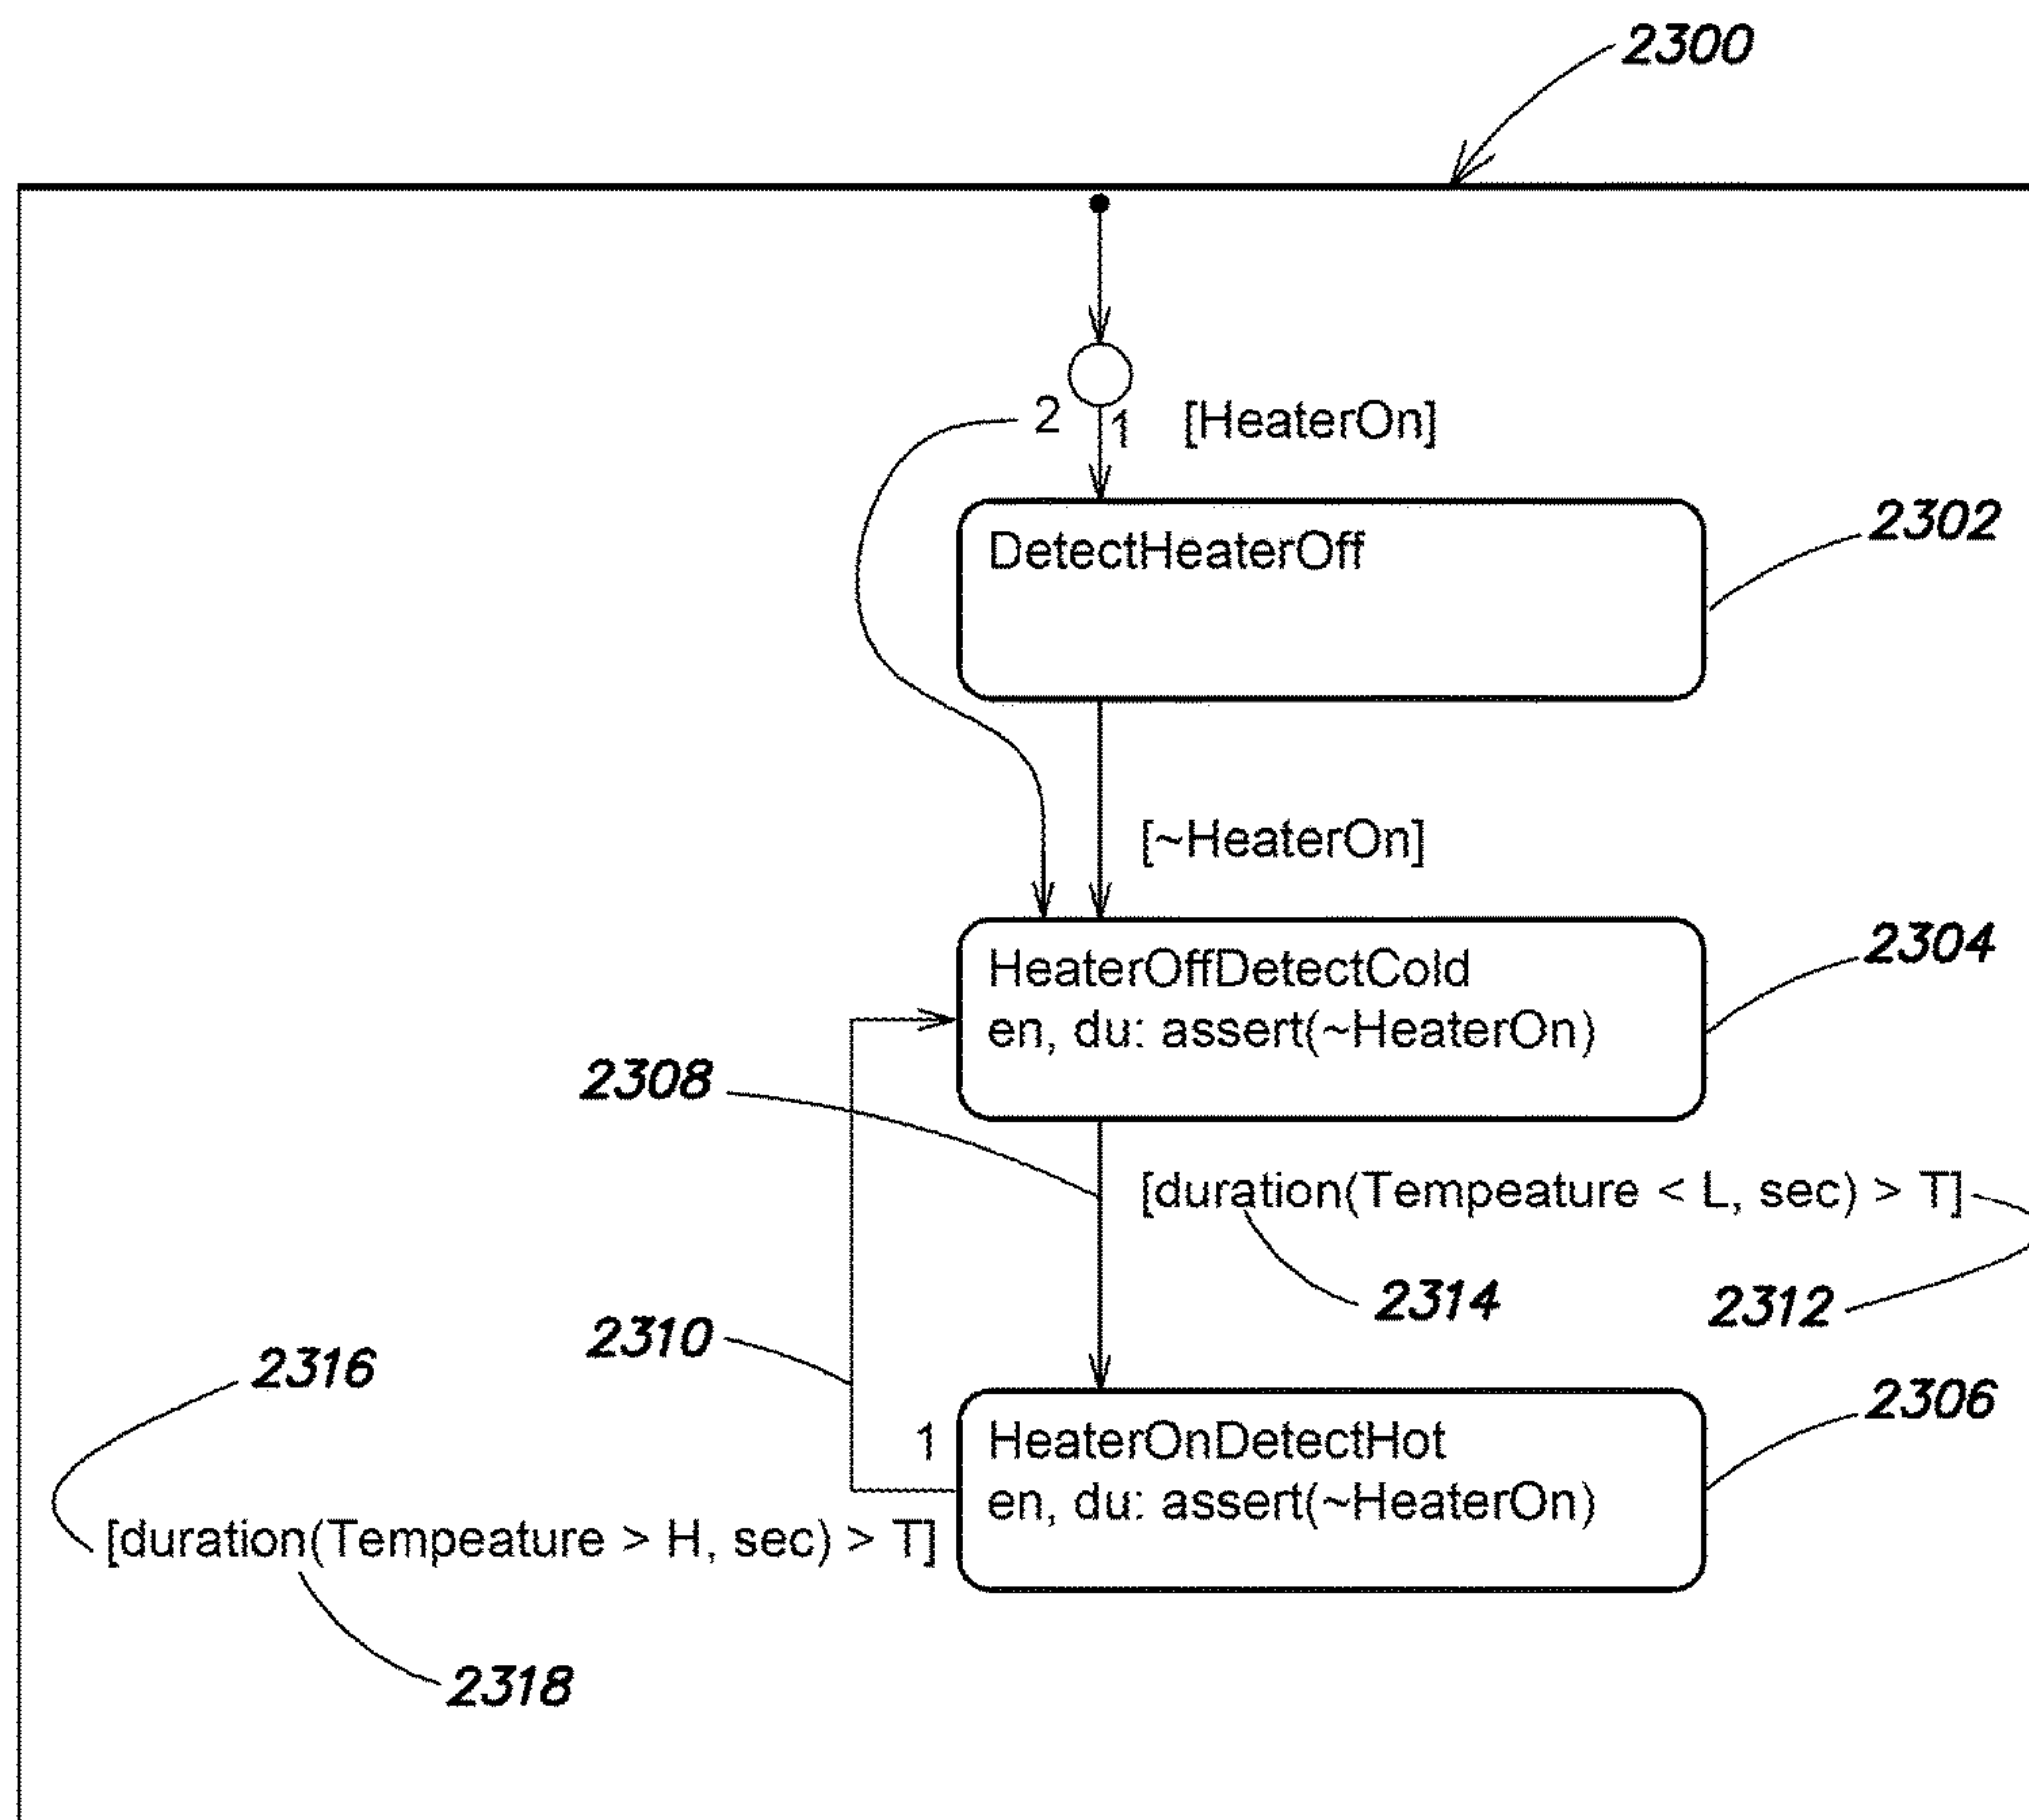 2300
2 1 [HeaterOn]
DetectHeaterOff
2302
[~HeaterOn]
HeaterOffDetectCold
en, du: assert(~HeaterOn)
2304
2308
[duration(Tempeature < L, sec) > T]
2314
2312
2310
2316
1
HeaterOnDetectHot
en, du: assert(~HeaterOn)
2306
[duration(Tempeature > H, sec) > T]
2318